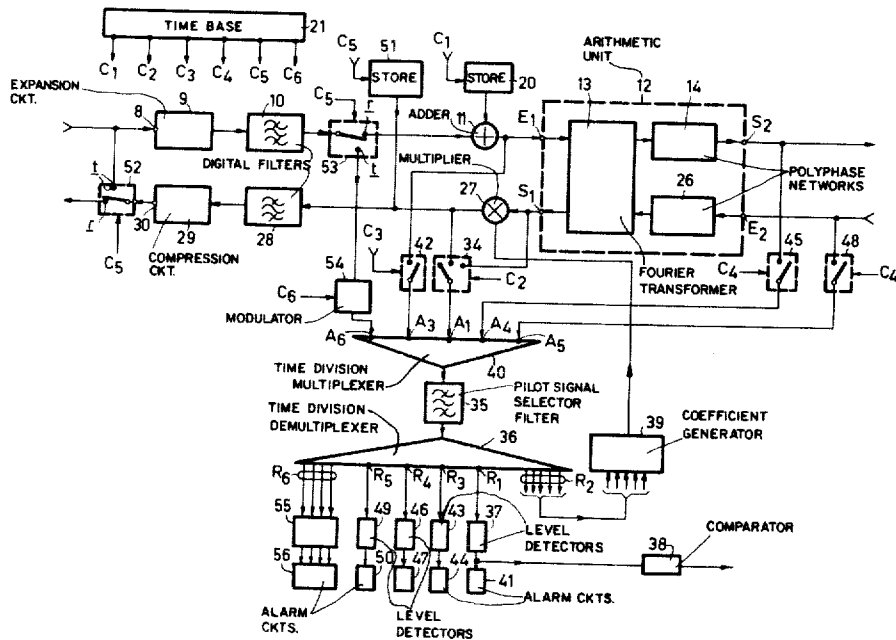 TIME BASE 21
C1 C2 C3 C4 C5 C6
EXPANSION
CKT.
9
10
8
C5
51
STORE
C1
STORE
20
C5
r
ADDER
11
E1
ARITHMETIC
UNIT
12
13
14
S2
DIGITAL FILTERS
53
t
MULTIPLIER
27
S1
POLYPHASE
NETWORKS
26
E2
t
52
r
30
29
28
C5
COMPRESSION
CKT.
54
C6
MODULATOR
C3
42
34
C2
FOURIER
TRANSFORMER
C4
45
48
C4
A6
A3
A1
A4
A5
TIME DIVISION
MULTIPLEXER
40
PILOT SIGNAL
SELECTOR
FILTER
35
TIME DIVISION
DEMULTIPLEXER
36
39
COEFFICIENT
GENERATOR
R6
R5
R4
R3
R1
R2
55
49
46
43
37
LEVEL
DETECTORS
38
COMPARATOR
56
50
47
44
41
ALARM CKTS.
ALARM
CKTS.
LEVEL
DETECTORS